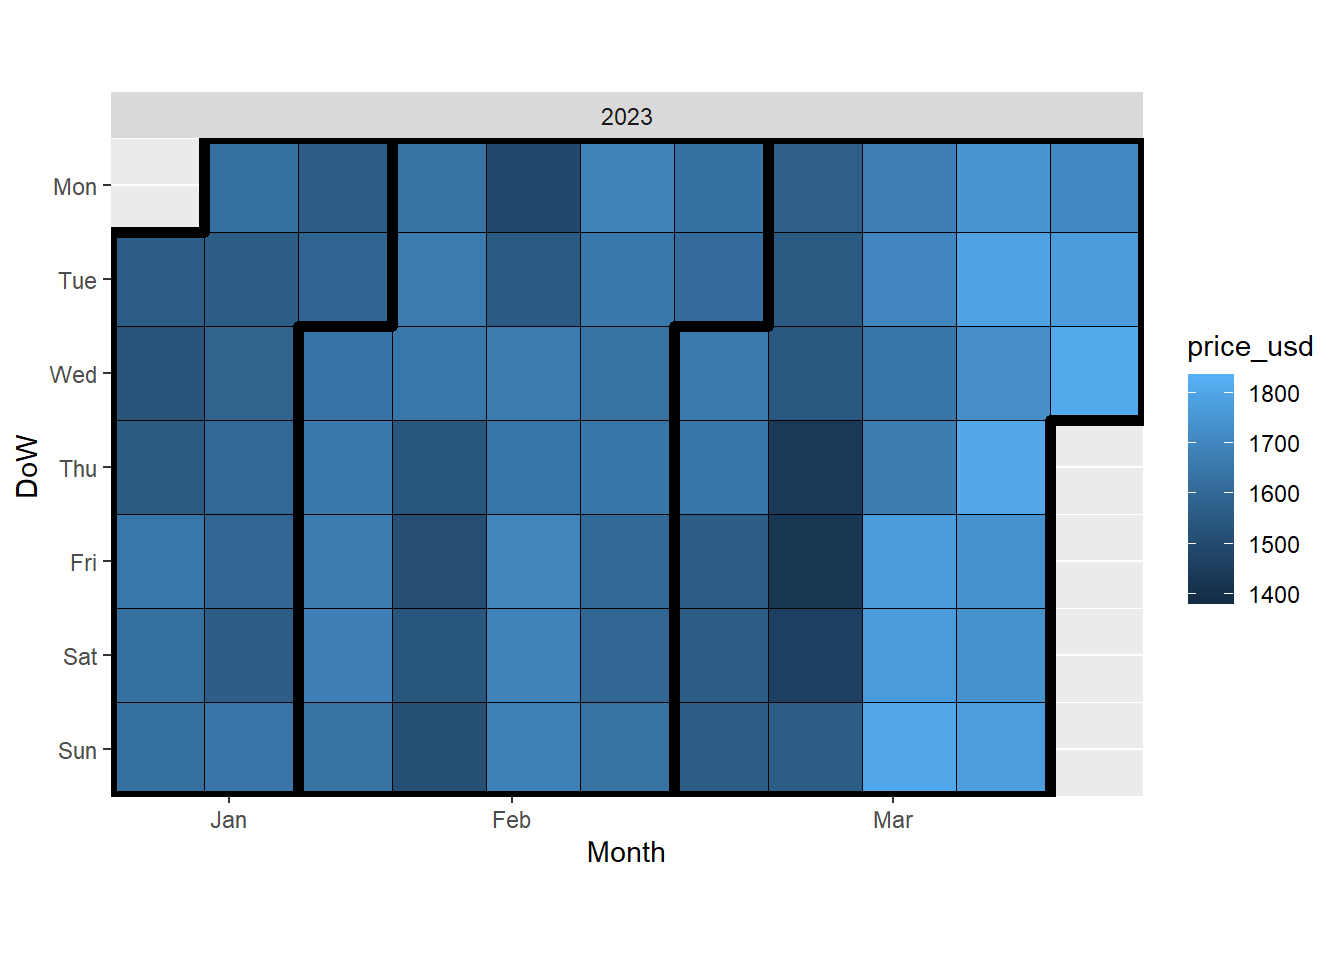 2023
Mon
Tue
Wed
Thu
Fri
Sat
Sun
DoW
Jan Feb Mar
Month
price_usd
1800
1700
1600
1500
1400